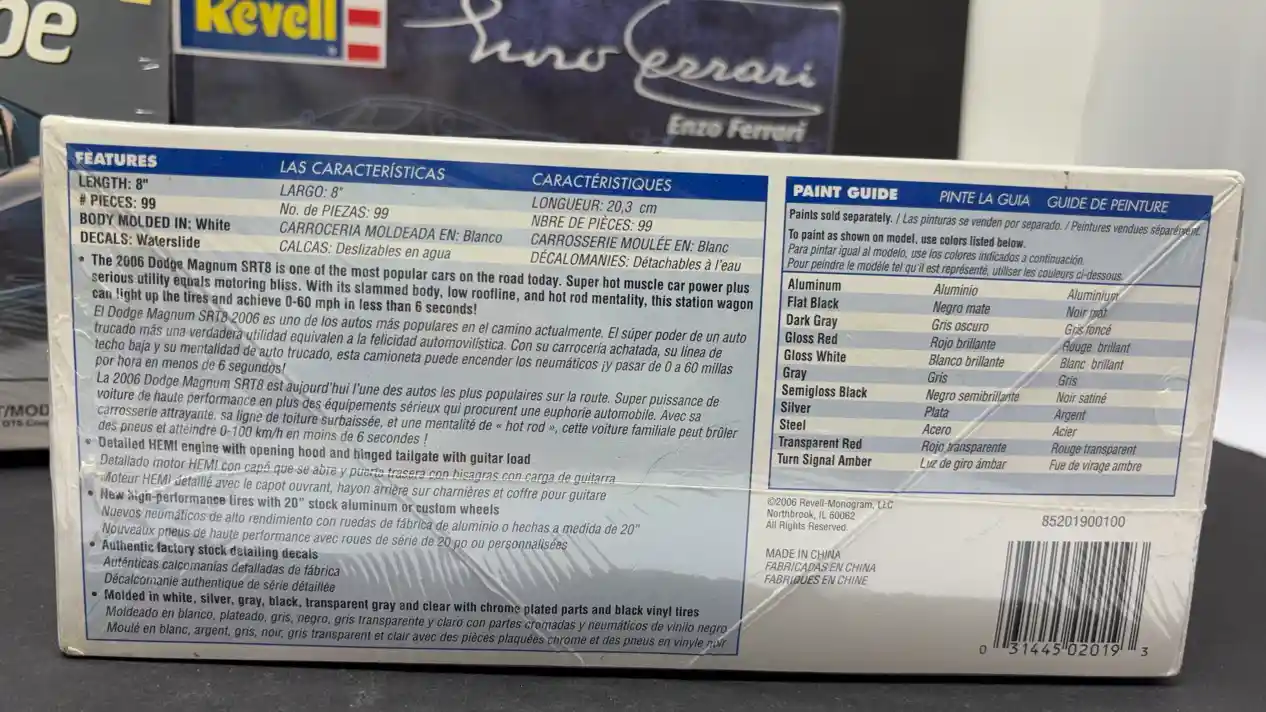 pe
Revell
Enzo Ferrari
Enzo Ferrari
FEATURES LAS CARACTERÍSTICAS CARACTÉRISTIQUES
LENGTH: 8" LARGO: 8" LONGUEUR: 20,3 cm
# PIECES: 99 No. de PIEZAS: 99 NBRE DE PIÈCES: 99
BODY MOLDED IN: White CARROCERIA MOLDEADA EN: Blanco CARROSSERIE MOULÉE EN: Blanc
DECALS: Waterslide CALCAS: Deslizables en agua DÉCALOMANIES: Détachables à l'eau
• The 2006 Dodge Magnum SRT8 is one of the most popular cars on the road today. Super hot muscle car power plus
serious utility equals motoring bliss. With its slammed body, low roofline, and hot rod mentality, this station wagon
can light up the tires and achieve 0-60 mph in less than 6 seconds!
El Dodge Magnum SRT8 2006 es uno de los autos más populares en el camino actualmente. El súper poder de un auto
trucado más una verdadera utilidad equivalen a la felicidad automovilística. Con su carrocería achatada, su línea de
techo baja y su mentalidad de auto trucado, esta camioneta puede encender los neumáticos ¡y pasar de 0 a 60 millas
por hora en menos de 6 segundos!
La 2006 Dodge Magnum SRT8 est aujourd'hui l'une des autos les plus populaires sur la route. Super puissance de
voiture de haute performance en plus des équipements sérieux qui procurent une euphorie automobile. Avec sa
carrosserie attrayante, sa ligne de toiture surbaissée, et une mentalité de « hot rod », cette voiture familiale peut brûler
des pneus et atteindre 0-100 km/h en moins de 6 secondes !
• Detailed HEMI engine with opening hood and hinged tailgate with guitar load
Detallado motor HEMI con capó que se abre y puerta trasera con bisagras con carga de guitarra
Moteur HEMI détaillé avec le capot ouvrant, hayon arrière sur charnières et coffre pour guitare
• New high-performance tires with 20" stock aluminum or custom wheels
Nuevos neumáticos de alto rendimiento con ruedas de fábrica de aluminio o hechas a medida de 20"
Nouveaux pneus de haute performance avec roues de série de 20 po ou personnalisées
• Authentic factory stock detailing decals
Auténticas calcomanías detalladas de fábrica
Décalcomanie authentique de série détaillée
• Molded in white, silver, gray, black, transparent gray and clear with chrome plated parts and black vinyl tires
Moldeado en blanco, plateado, gris, negro, gris transparente y claro con partes cromadas y neumáticos de vinilo negro
Moulé en blanc, argent, gris, noir, gris transparent et clair avec des pièces plaquées chrome et des pneus en vinyle noir
PAINT GUIDE PINTE LA GUIA GUIDE DE PEINTURE
Paints sold separately. / Las pinturas se venden por separado. / Peintures vendues séparément.
To paint as shown on model, use colors listed below.
Para pintar igual al modelo, use los colores indicados a continuación.
Pour peindre le modèle tel qu'il est représenté, utiliser les couleurs ci-dessous.
Aluminum Aluminio Aluminium
Flat Black Negro mate Noir mat
Dark Gray Gris oscuro Gris foncé
Gloss Red Rojo brillante Rouge brillant
Gloss White Blanco brillante Blanc brillant
Gray Gris Gris
Semigloss Black Negro semibrillante Noir satiné
Silver Plata Argent
Steel Acero Acier
Transparent Red Rojo transparente Rouge transparent
Turn Signal Amber Luz de giro ámbar Fue de virage ambre
©2006 Revell-Monogram, LLC
Northbrook, IL 60062
All Rights Reserved.
MADE IN CHINA
FABRICADAS EN CHINA
FABRIQUES EN CHINE
85201900100
0 31445 02019 3
T/MOD
GTS Coup